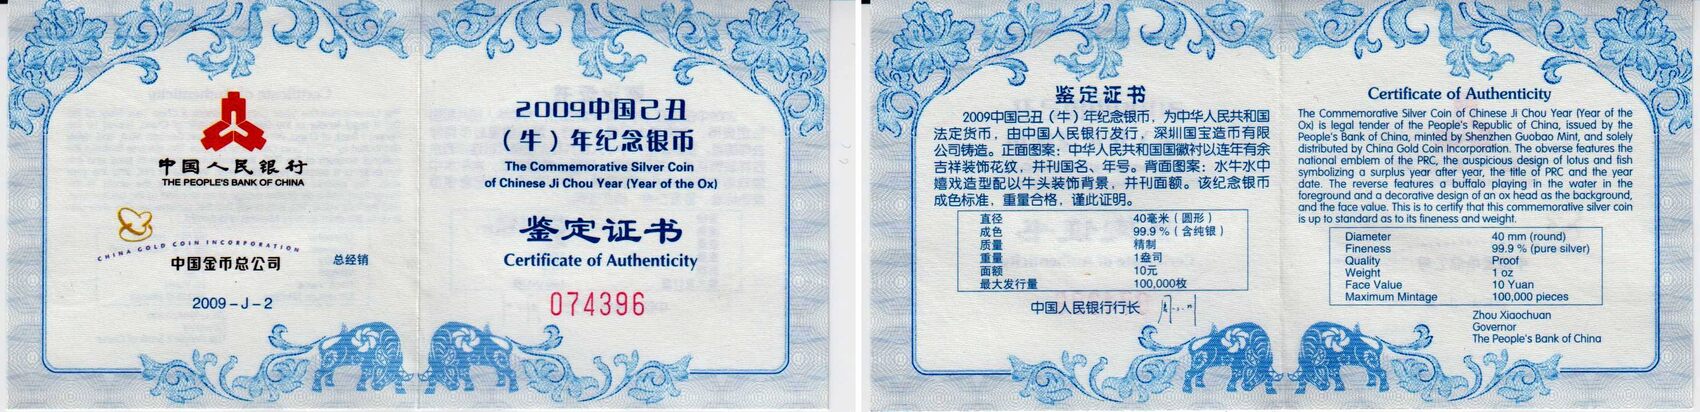 中国人民银行
THE PEOPLE'S BANK OF CHINA
CHINA GOLD COIN INCORPORATION
中国金币总公司
总经销
2009-J-2
2009中国己丑
（牛）年纪念银币
The Commemorative Silver Coin
of Chinese Ji Chou Year (Year of the Ox)
鉴定证书
Certificate of Authenticity
074396
鉴定证书
2009中国己丑（牛）年纪念银币，为中华人民共和国
法定货币，由中国人民银行发行，深圳国宝造币有限
公司铸造。正面图案：中华人民共和国国徽衬以连年有余
吉祥装饰花纹，并刊国名、年号。背面图案：水牛水中
嬉戏造型配以牛头装饰背景，并刊面额。该纪念银币
成色标准，重量合格，谨此证明。
直径 40毫米（圆形）
成色 99.9%（含纯银）
质量 精制
重量 1盎司
面额 10元
最大发行量 100,000枚
中国人民银行行长
Certificate of Authenticity
The Commemorative Silver Coin of Chinese Ji Chou Year (Year of the
Ox) is legal tender of the People's Republic of China, issued by the
People's Bank of China, minted by Shenzhen Guobao Mint, and solely
distributed by China Gold Coin Incorporation. The obverse features the
national emblem of the PRC, the auspicious design of lotus and fish
symbolizing a surplus year after year, the title of PRC and the year
date. The reverse features a buffalo playing in the water in the
foreground and a decorative design of an ox head as the background,
and the face value. This is to certify that this commemorative silver coin
is up to standard as to its fineness and weight.
Diameter 40 mm (round)
Fineness 99.9 % (pure silver)
Quality Proof
Weight 1 oz
Face Value 10 Yuan
Maximum Mintage 100,000 pieces
Zhou Xiaochuan
Governor
The People's Bank of China